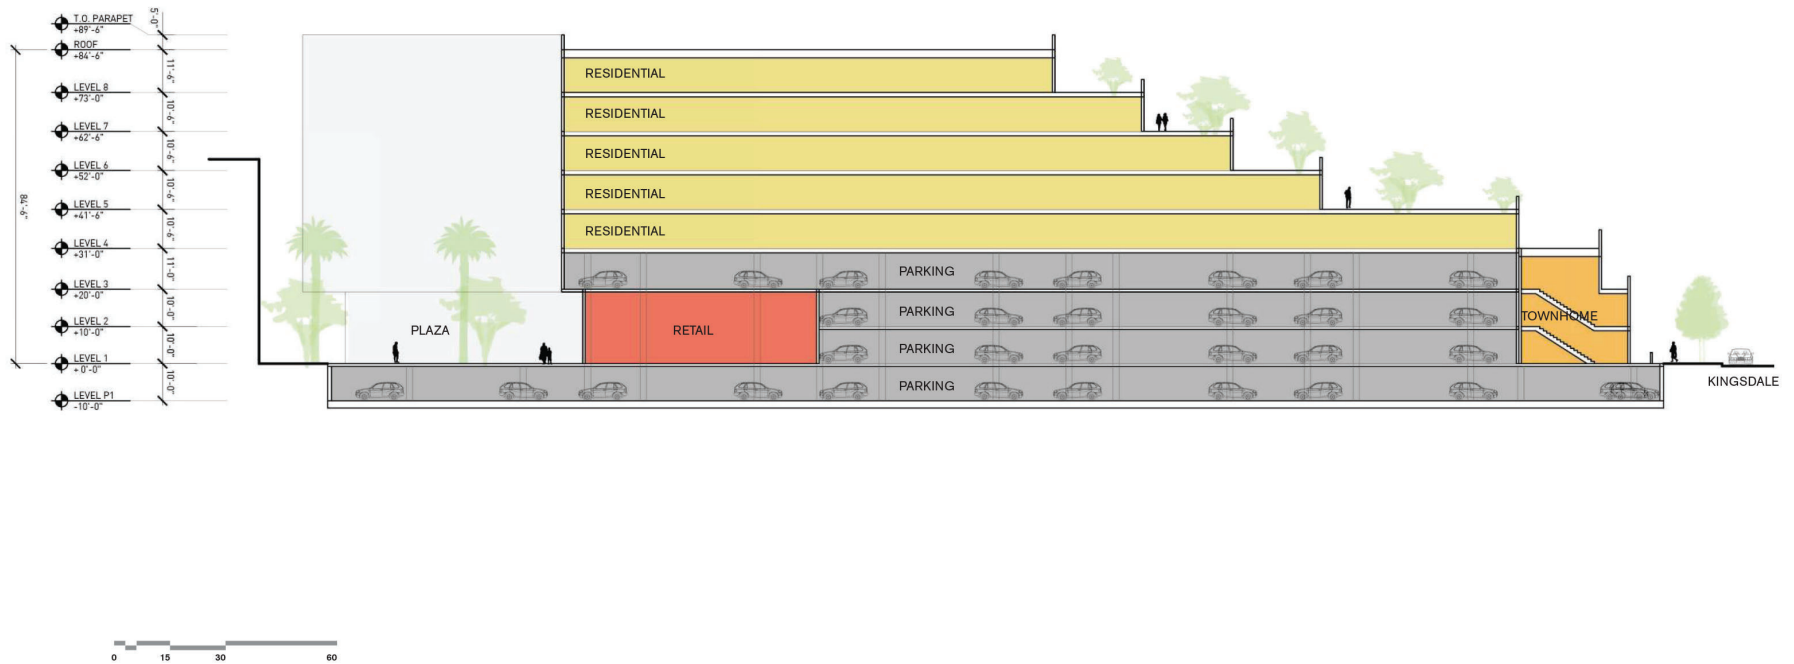 T.O. PARAPET
+89'-6"
5'-0"
ROOF
+84'-6"
11'-6"
LEVEL 8
+73'-0"
10'-6"
LEVEL 7
+62'-6"
10'-6"
LEVEL 6
+52'-0"
10'-6"
LEVEL 5
+41'-6"
10'-6"
LEVEL 4
+31'-0"
11'-0"
LEVEL 3
+20'-0"
10'-0"
LEVEL 2
+10'-0"
10'-0"
LEVEL 1
+ 0'-0"
10'-0"
LEVEL P1
-10'-0"
84'-6"
RESIDENTIAL
RESIDENTIAL
RESIDENTIAL
RESIDENTIAL
RESIDENTIAL
PARKING
PARKING
PLAZA
RETAIL
TOWNHOME
PARKING
PARKING
KINGSDALE
0 15 30 60